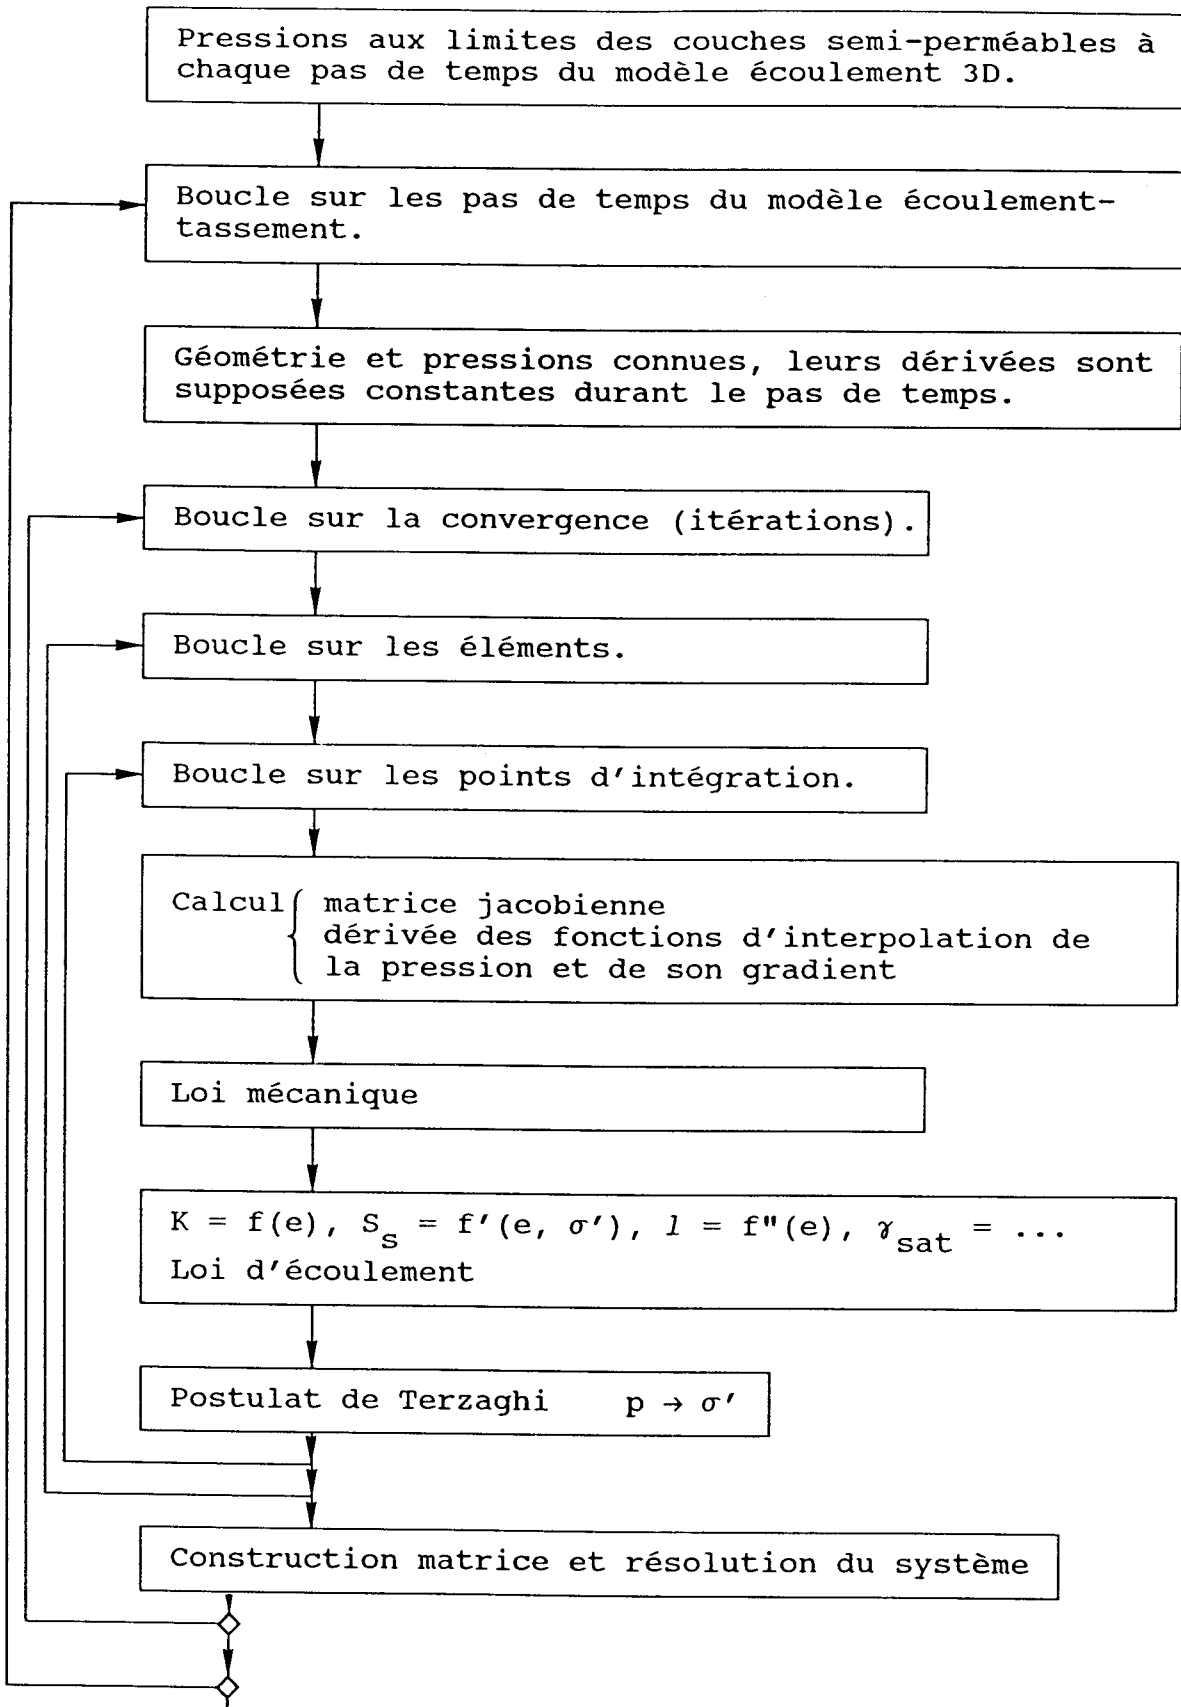 Pressions aux limites des couches semi-perméables à
chaque pas de temps du modèle écoulement 3D.
Boucle sur les pas de temps du modèle écoulement-
tassement.
Géométrie et pressions connues, leurs dérivées sont
supposées constantes durant le pas de temps.
Boucle sur la convergence (itérations).
Boucle sur les éléments.
Boucle sur les points d'intégration.
Calcul { matrice jacobienne
dérivée des fonctions d'interpolation de
la pression et de son gradient
Loi mécanique
K = f(e), S_s = f'(e, σ'), l = f"(e), γ_sat = ...
Loi d'écoulement
Postulat de Terzaghi p → σ'
Construction matrice et résolution du système